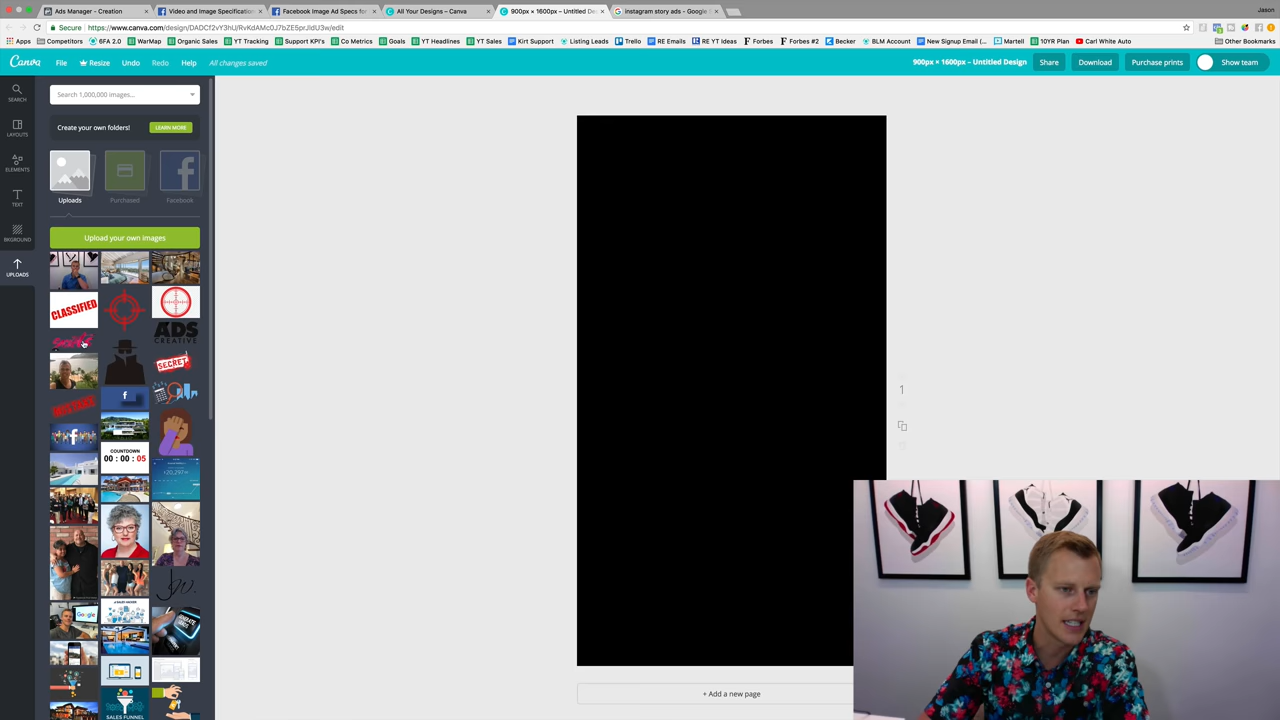 Ads Manager - Creation
Video and Image Specification
Facebook Image Ad Specs for
All Your Designs – Canva
900px × 1600px – Untitled Des
instagram story ads - Google
Jason
Secure
https://www.canva.com/design/DADCf2vY3hU/RvKdAMc0J7bZE5prJldU3w/edit
Apps
Competitors
6FA 2.0
WarMap
Organic Sales
YT Tracking
Support KPI's
Co Metrics
Goals
YT Headlines
YT Sales
Kirt Support
Listing Leads
Trello
RE Emails
RE YT Ideas
Forbes
Forbes #2
Becker
BLM Account
New Signup Email (...
Martell
10YR Plan
Carl White Auto
Other Bookmarks
Canva
File
Resize
Undo
Redo
Help
All changes saved
900px × 1600px – Untitled Design
Share
Download
Purchase prints
Show team
SEARCH
LAYOUTS
ELEMENTS
TEXT
BKGROUND
UPLOADS
Search 1,000,000 images...
Create your own folders!
LEARN MORE
Uploads
Purchased
Facebook
Upload your own images
CLASSIFIED
ADS
CREATIVE
SECRET
MISTAKE
COUNTDOWN
00 : 00 : 05
Google
SALES FUNNEL
1
+ Add a new page